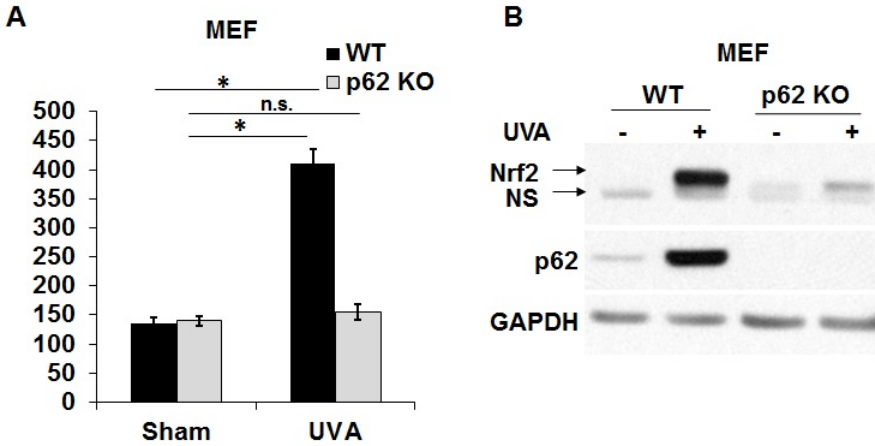 A
MEF
WT
p62 KO
*
n.s.
*
500
450
400
350
300
250
200
150
100
50
0
Sham
UVA
B
MEF
WT p62 KO
UVA - + - +
Nrf2
NS
p62
GAPDH